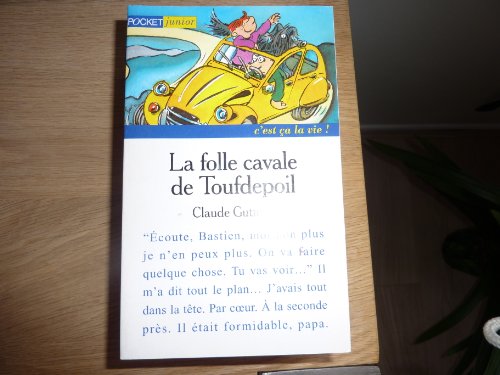 POCKET junior
c'est ça la vie !
La folle cavale
de Toufdepoil
Claude
"Écoute, Bastien, plus
je n'en peux plus. On va faire
quelque chose. Tu vas voir..." Il
m'a dit tout le plan... J'avais tout
dans la tête. Par cœur. À la seconde
près. Il était formidable, papa.